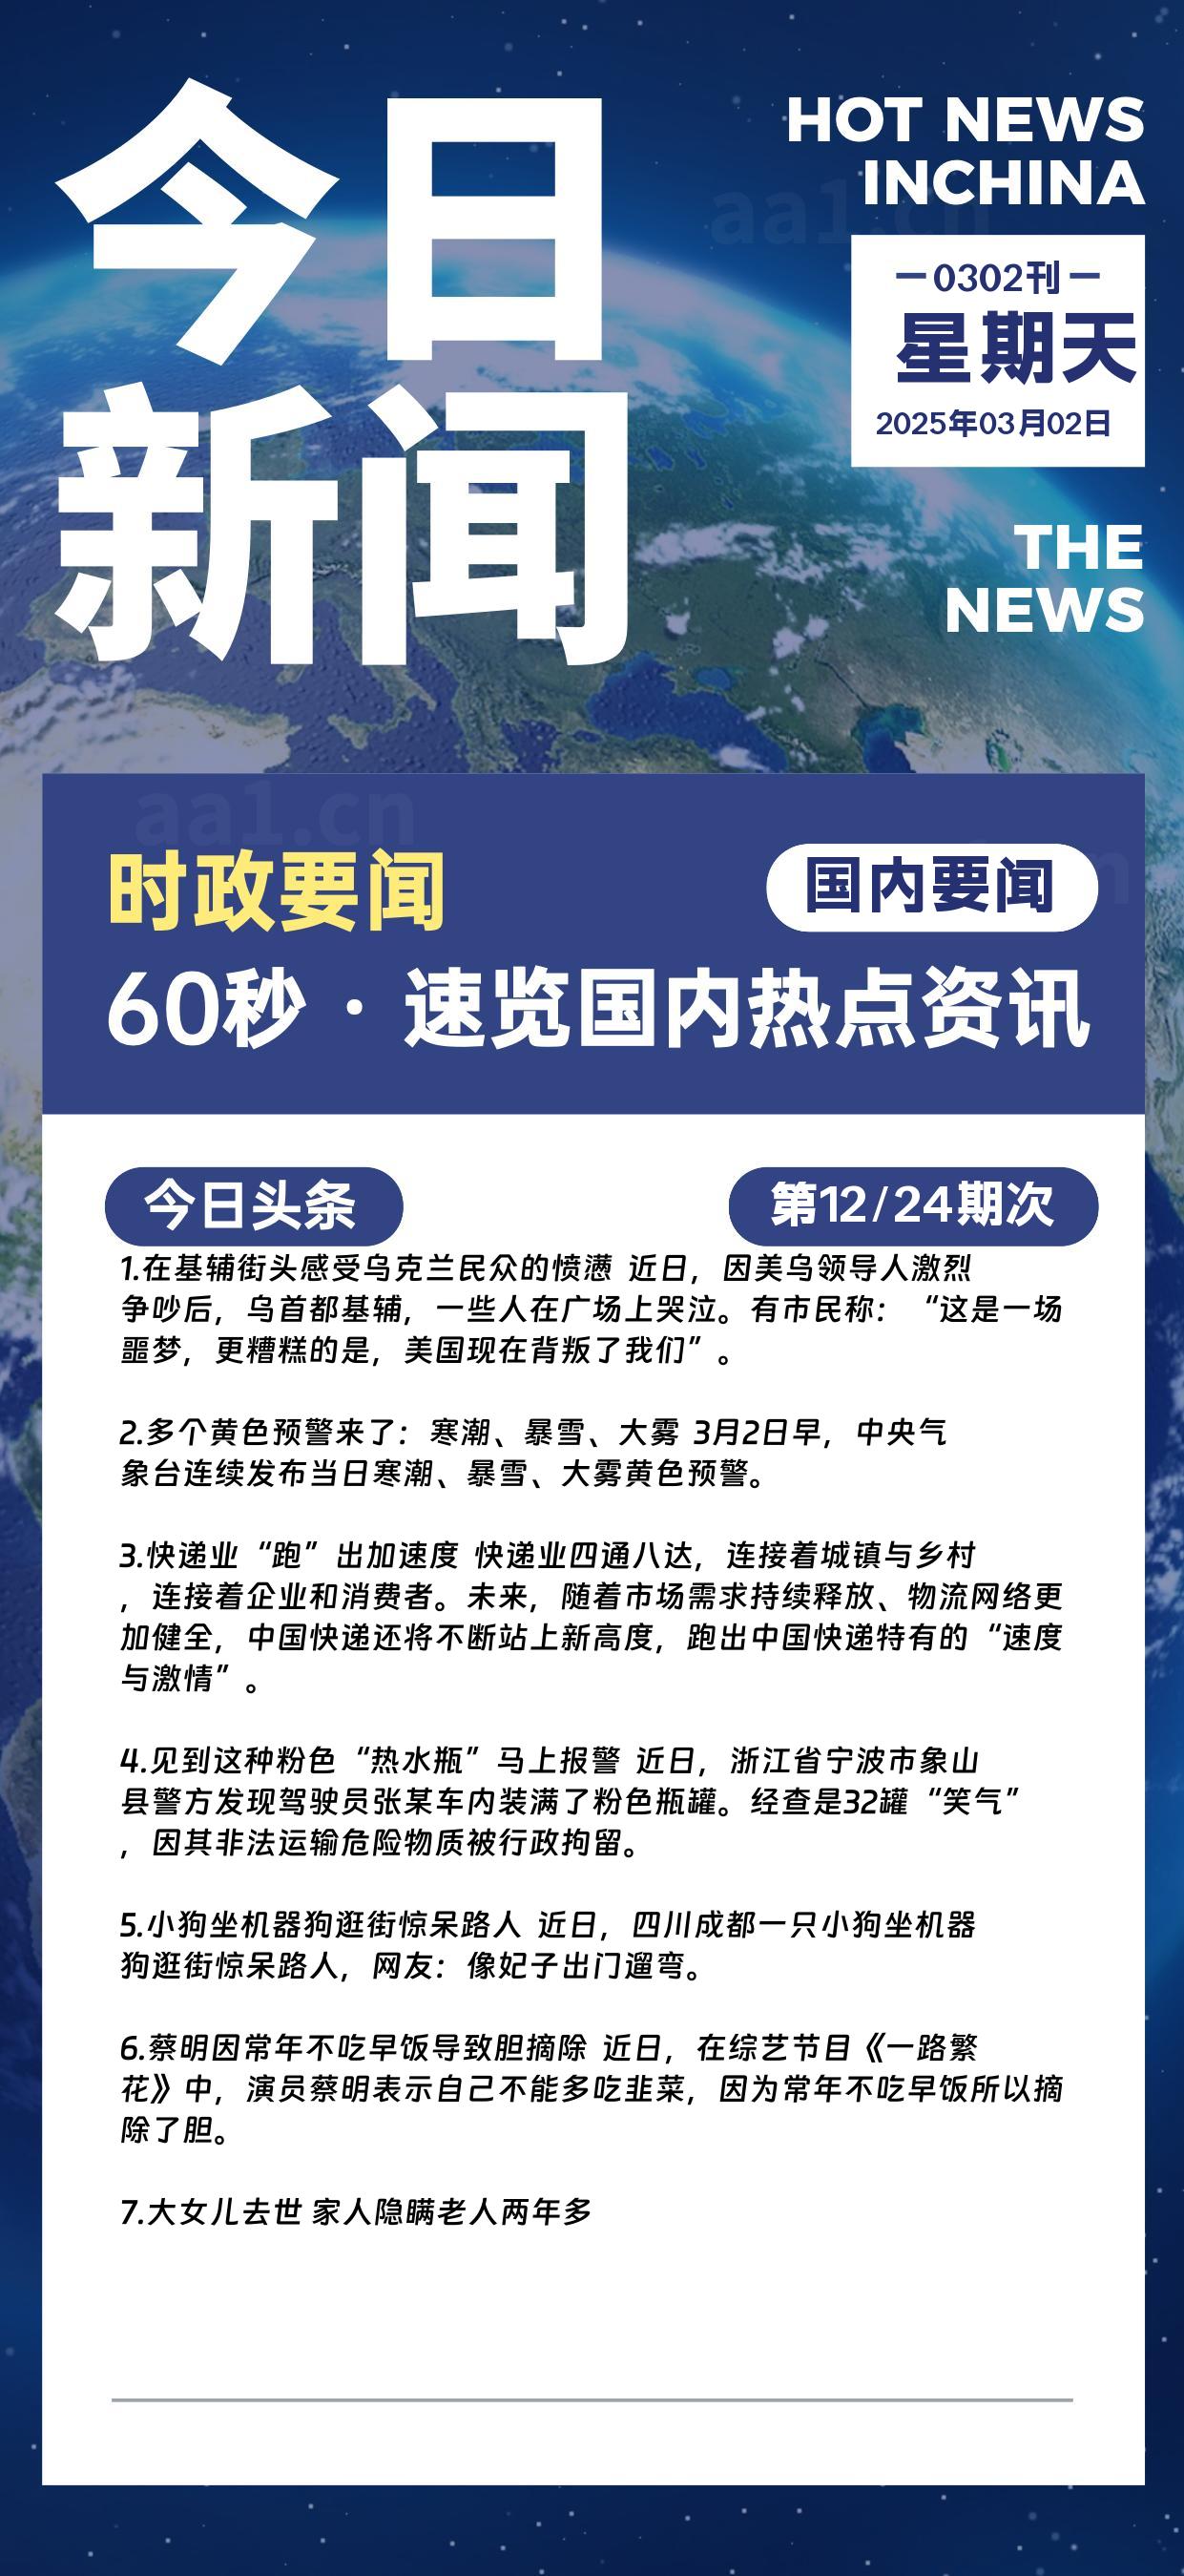 今日
新闻
HOT NEWS
INCHINA
aa1.cn
0302刊
星期天
2025年03月02日
THE
NEWS
aa1.cn
时政要闻
国内要闻
60秒 · 速览国内热点资讯
今日头条
第12/24期次
1.在基辅街头感受乌克兰民众的愤懑 近日，因美乌领导人激烈
争吵后，乌首都基辅，一些人在广场上哭泣。有市民称：“这是一场
噩梦，更糟糕的是，美国现在背叛了我们”。
2.多个黄色预警来了：寒潮、暴雪、大雾 3月2日早，中央气
象台连续发布当日寒潮、暴雪、大雾黄色预警。
3.快递业“跑”出加速度 快递业四通八达，连接着城镇与乡村
，连接着企业和消费者。未来，随着市场需求持续释放、物流网络更
加健全，中国快递还将不断站上新高度，跑出中国快递特有的“速度
与激情”。
4.见到这种粉色“热水瓶”马上报警 近日，浙江省宁波市象山
县警方发现驾驶员张某车内装满了粉色瓶罐。经查是32罐“笑气”
，因其非法运输危险物质被行政拘留。
5.小狗坐机器狗逛街惊呆路人 近日，四川成都一只小狗坐机器
狗逛街惊呆路人，网友：像妃子出门遛弯。
6.蔡明因常年不吃早饭导致胆摘除 近日，在综艺节目《一路繁
花》中，演员蔡明表示自己不能多吃韭菜，因为常年不吃早饭所以摘
除了胆。
7.大女儿去世 家人隐瞒老人两年多